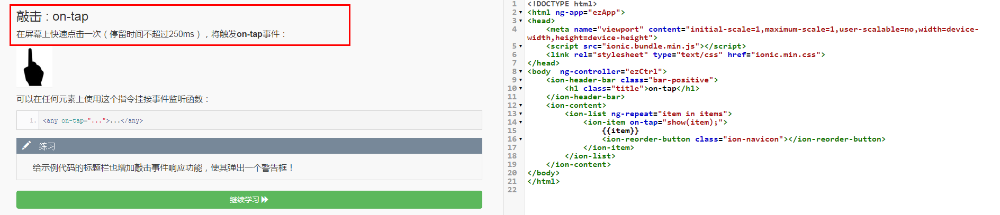 敲击 : on-tap
在屏幕上快速点击一次（停留时间不超过250ms），将触发on-tap事件：
可以在任何元素上使用这个指令挂接事件监听函数：
1. <any on-tap="...">...</any>
练习
给示例代码的标题栏也增加敲击事件响应功能，使其弹出一个警告框！
继续学习
1 <!DOCTYPE html>
2 <html ng-app="ezApp">
3 <head>
4     <meta name="viewport" content="initial-scale=1,maximum-scale=1,user-scalable=no,width=device-
width,height=device-height">
5     <script src="ionic.bundle.min.js"></script>
6     <link rel="stylesheet" type="text/css" href="ionic.min.css">
7 </head>
8 <body  ng-controller="ezCtrl">
9     <ion-header-bar class="bar-positive">
10         <h1 class="title">on-tap</h1>
11     </ion-header-bar>
12     <ion-content>
13         <ion-list ng-repeat="item in items">
14             <ion-item on-tap="show(item);">
15                 {{item}}
16                 <ion-reorder-button class="ion-navicon"></ion-reorder-button>
17             </ion-item>
18         </ion-list>
19     </ion-content>
20 </body>
21 </html>
22